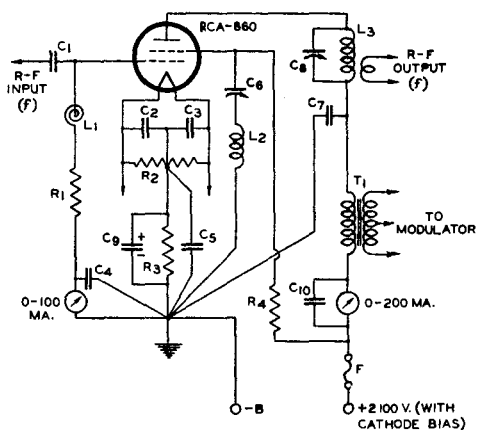 RCA-860
C1
R-F
INPUT
(f)
L1
R1
C4
0-100
MA.
C2
C3
R2
C9
+
-
R3
C5
C6
L2
R4
L3
C8
R-F
OUTPUT
(f)
C7
T1
TO
MODULATOR
C10
0-200 MA.
F
-B
+2100 V. (WITH
CATHODE BIAS)